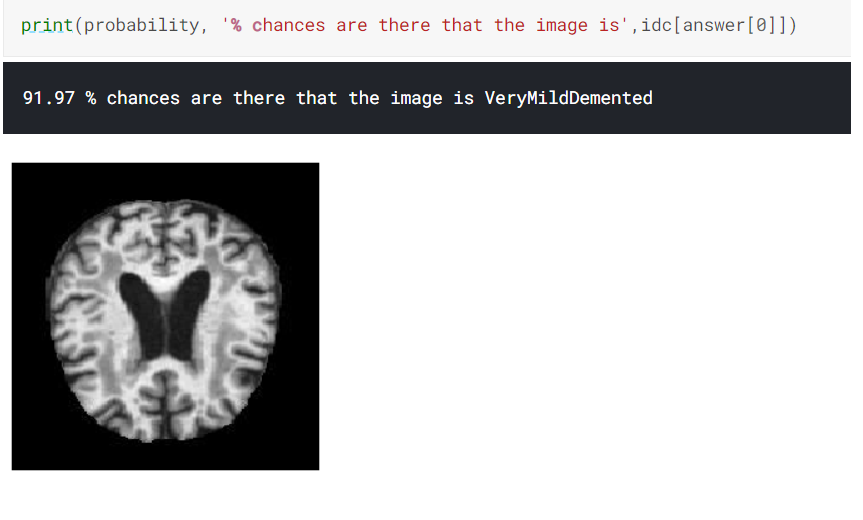 print(probability, '% chances are there that the image is',idc[answer[0]])
91.97 % chances are there that the image is VeryMildDemented